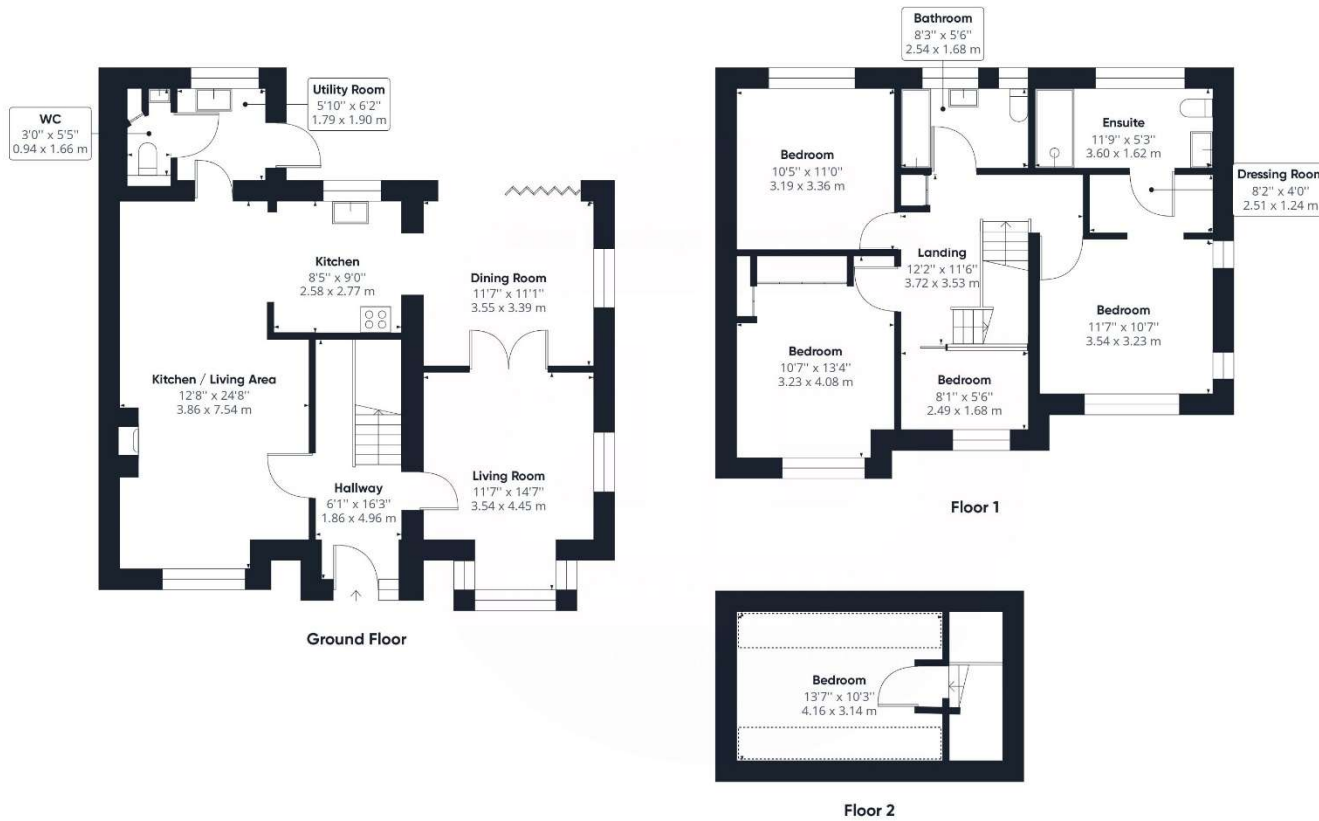 WC
3'0" x 5'5"
0.94 x 1.66 m
Utility Room
5'10" x 6'2"
1.79 x 1.90 m
Kitchen
8'5" x 9'0"
2.58 x 2.77 m
Dining Room
11'7" x 11'1"
3.55 x 3.39 m
Kitchen / Living Area
12'8" x 24'8"
3.86 x 7.54 m
Hallway
6'1" x 16'3"
1.86 x 4.96 m
Living Room
11'7" x 14'7"
3.54 x 4.45 m
Ground Floor
Bathroom
8'3" x 5'6"
2.54 x 1.68 m
Bedroom
10'5" x 11'0"
3.19 x 3.36 m
Ensuite
11'9" x 5'3"
3.60 x 1.62 m
Dressing Room
8'2" x 4'0"
2.51 x 1.24 m
Landing
12'2" x 11'6"
3.72 x 3.53 m
Bedroom
11'7" x 10'7"
3.54 x 3.23 m
Bedroom
10'7" x 13'4"
3.23 x 4.08 m
Bedroom
8'1" x 5'6"
2.49 x 1.68 m
Floor 1
Bedroom
13'7" x 10'3"
4.16 x 3.14 m
Floor 2